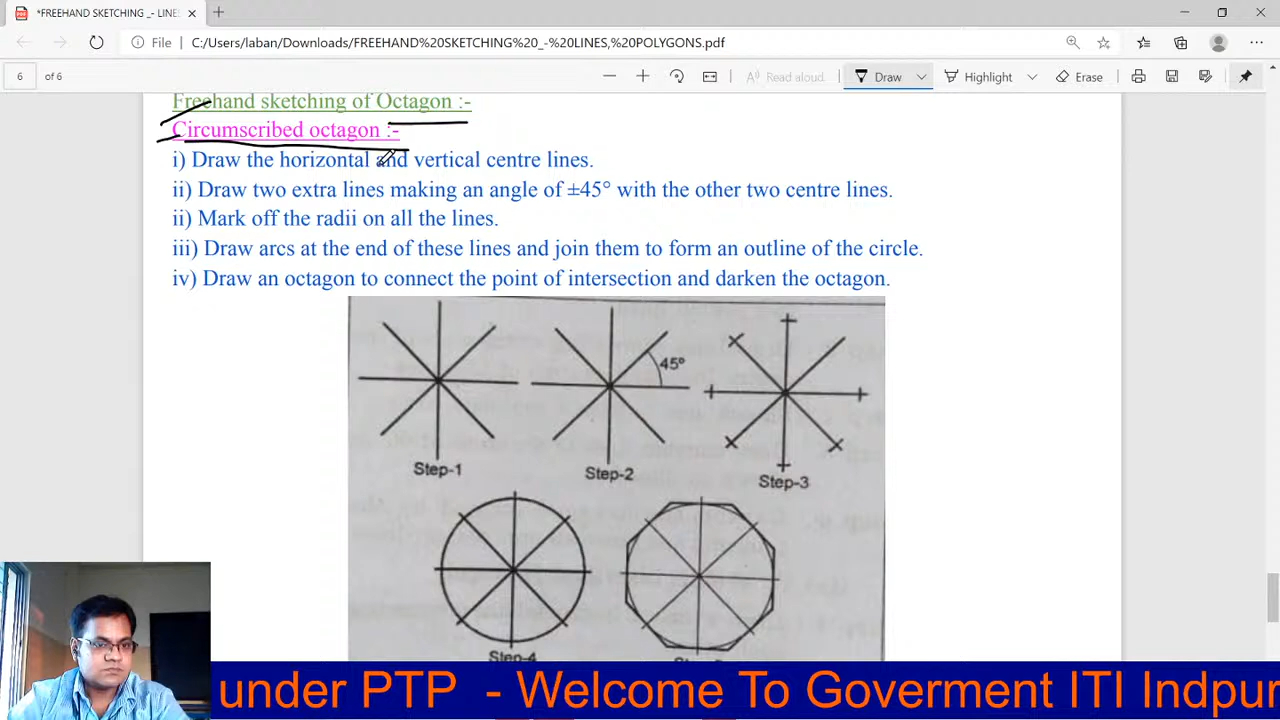 *FREEHAND SKETCHING _- LINE
File
C:/Users/laban/Downloads/FREEHAND%20SKETCHING%20_-%20LINES,%20POLYGONS.pdf
6 of 6
Read aloud
Draw
Highlight
Erase
Freehand sketching of Octagon :-
Circumscribed octagon :-
i) Draw the horizontal and vertical centre lines.
ii) Draw two extra lines making an angle of ±45° with the other two centre lines.
ii) Mark off the radii on all the lines.
iii) Draw arcs at the end of these lines and join them to form an outline of the circle.
iv) Draw an octagon to connect the point of intersection and darken the octagon.
45°
Step-1
Step-2
Step-3
Step-4
under PTP - Welcome To Goverment ITI Indpur